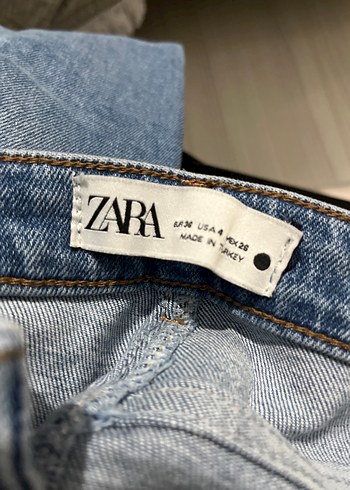 ZARA
EUR 36 USA 4 MEX 26
MADE IN TURKEY